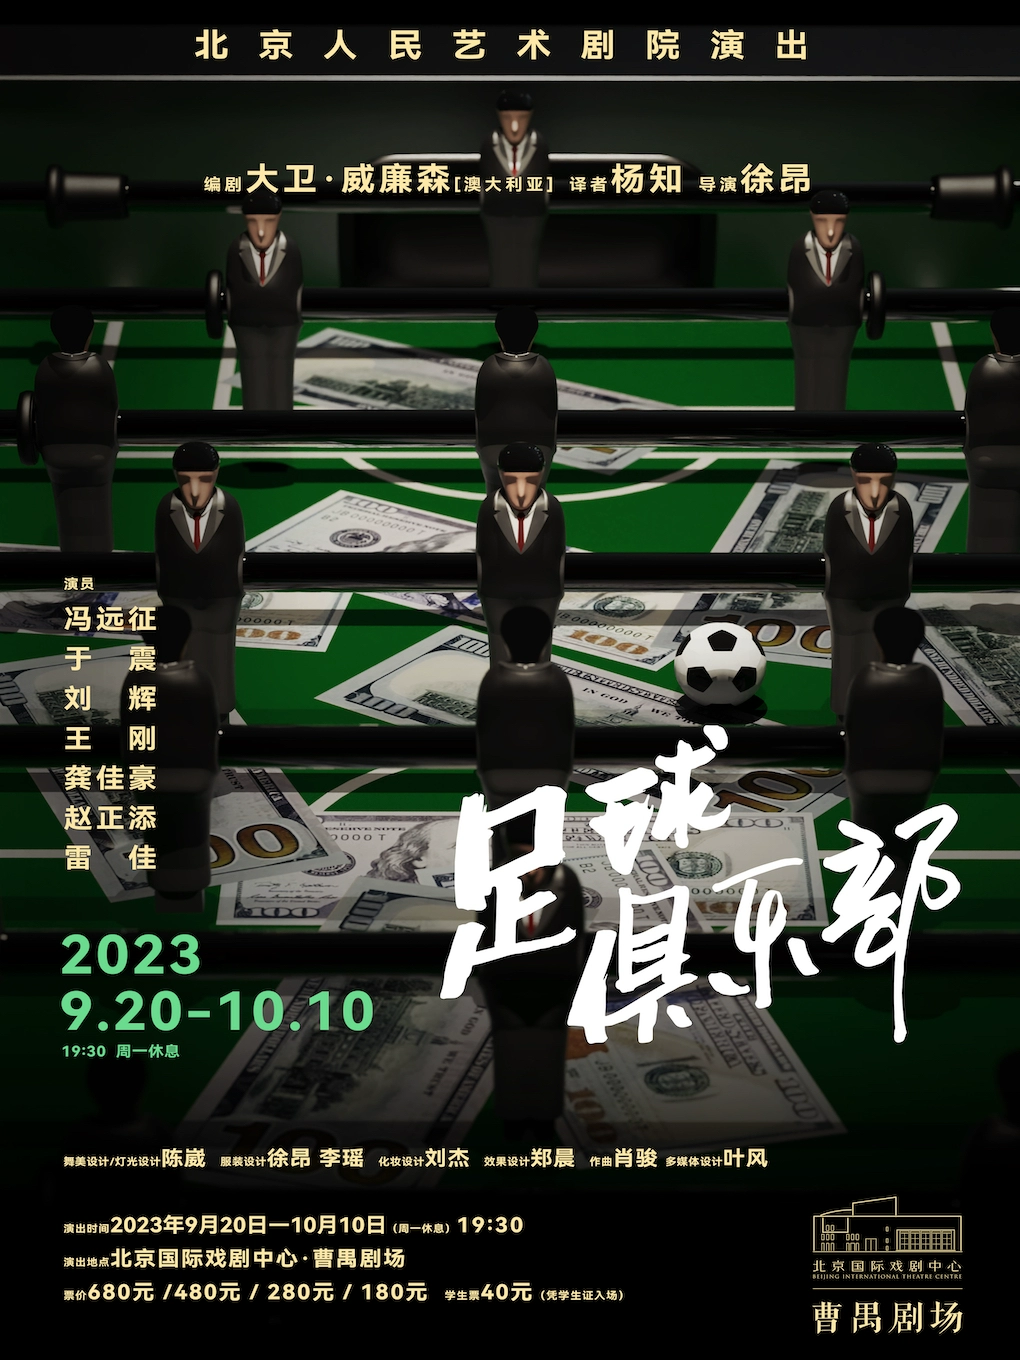 北京人民艺术剧院演出
编剧大卫·威廉森[澳大利亚] 译者杨知 导演徐昂
演员
冯远征
于震
刘辉
王刚
龚佳豪
赵正添
雷佳
足球俱乐部
2023
9.20-10.10
19:30 周一休息
舞美设计/灯光设计陈崴 服装设计徐昂 李瑶 化妆设计刘杰 效果设计郑晨 作曲肖骏 多媒体设计叶风
演出时间2023年9月20日—10月10日(周一休息)19:30
演出地点北京国际戏剧中心·曹禺剧场
票价680元 /480元 / 280元 / 180元 学生票40元(凭学生证入场)
北京国际戏剧中心
BEIJING INTERNATIONAL THEATRE CENTRE
曹禺剧场